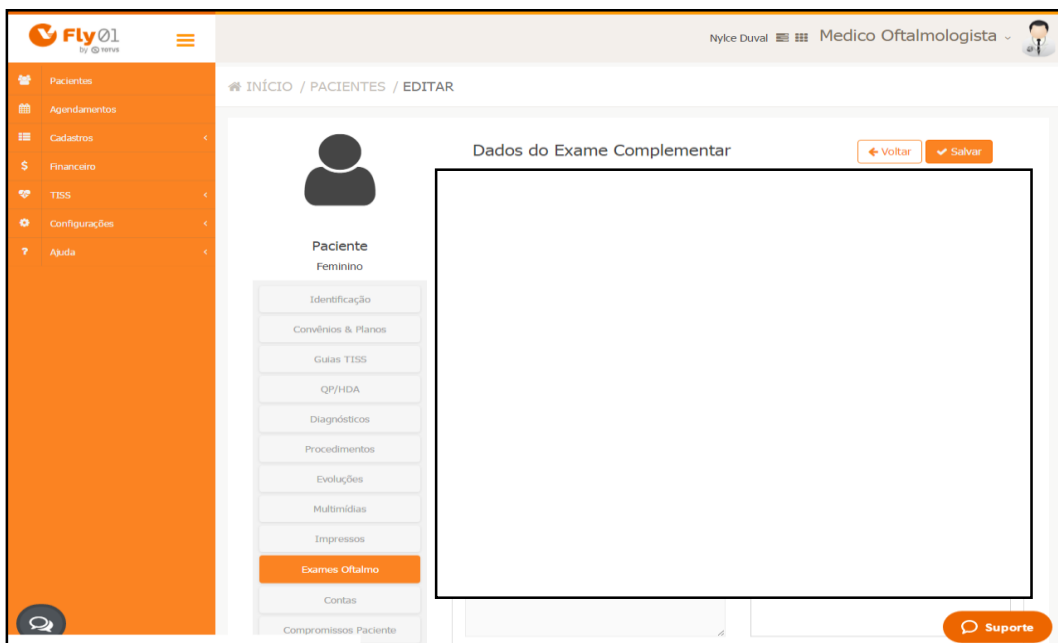 Fly01
by rerus
Nylce Duval Medico Oftalmologista
Pacientes
Agendamentos
Cadastros
$ Financeiro
TISS
Configurações
? Ajuda
INÍCIO / PACIENTES / EDITAR
Dados do Exame Complementar
Voltar
Salvar
Paciente
Feminino
Identificação
Convênios & Planos
Guias TISS
QP/HDA
Diagnósticos
Procedimentos
Evoluções
Multimídias
Impressos
Exames Oftalmo
Contas
Compromissos Paciente
Suporte